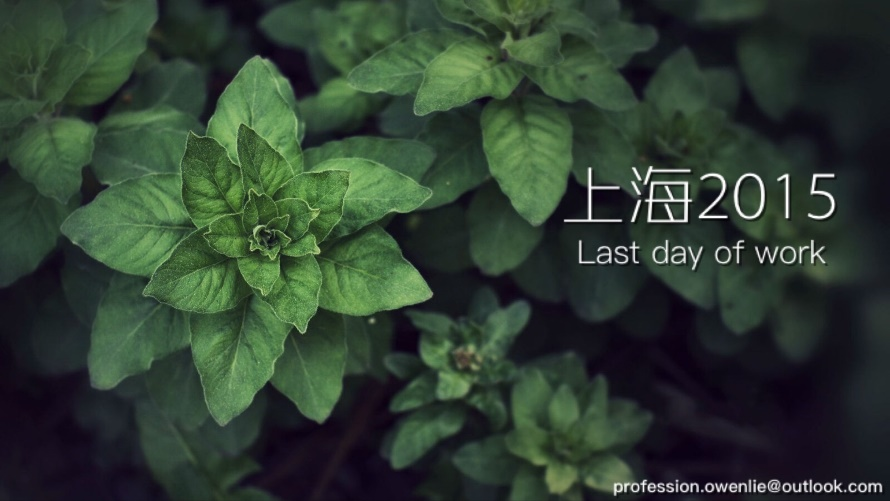 上海2015
Last day of work
profession.owenlie@outlook.com